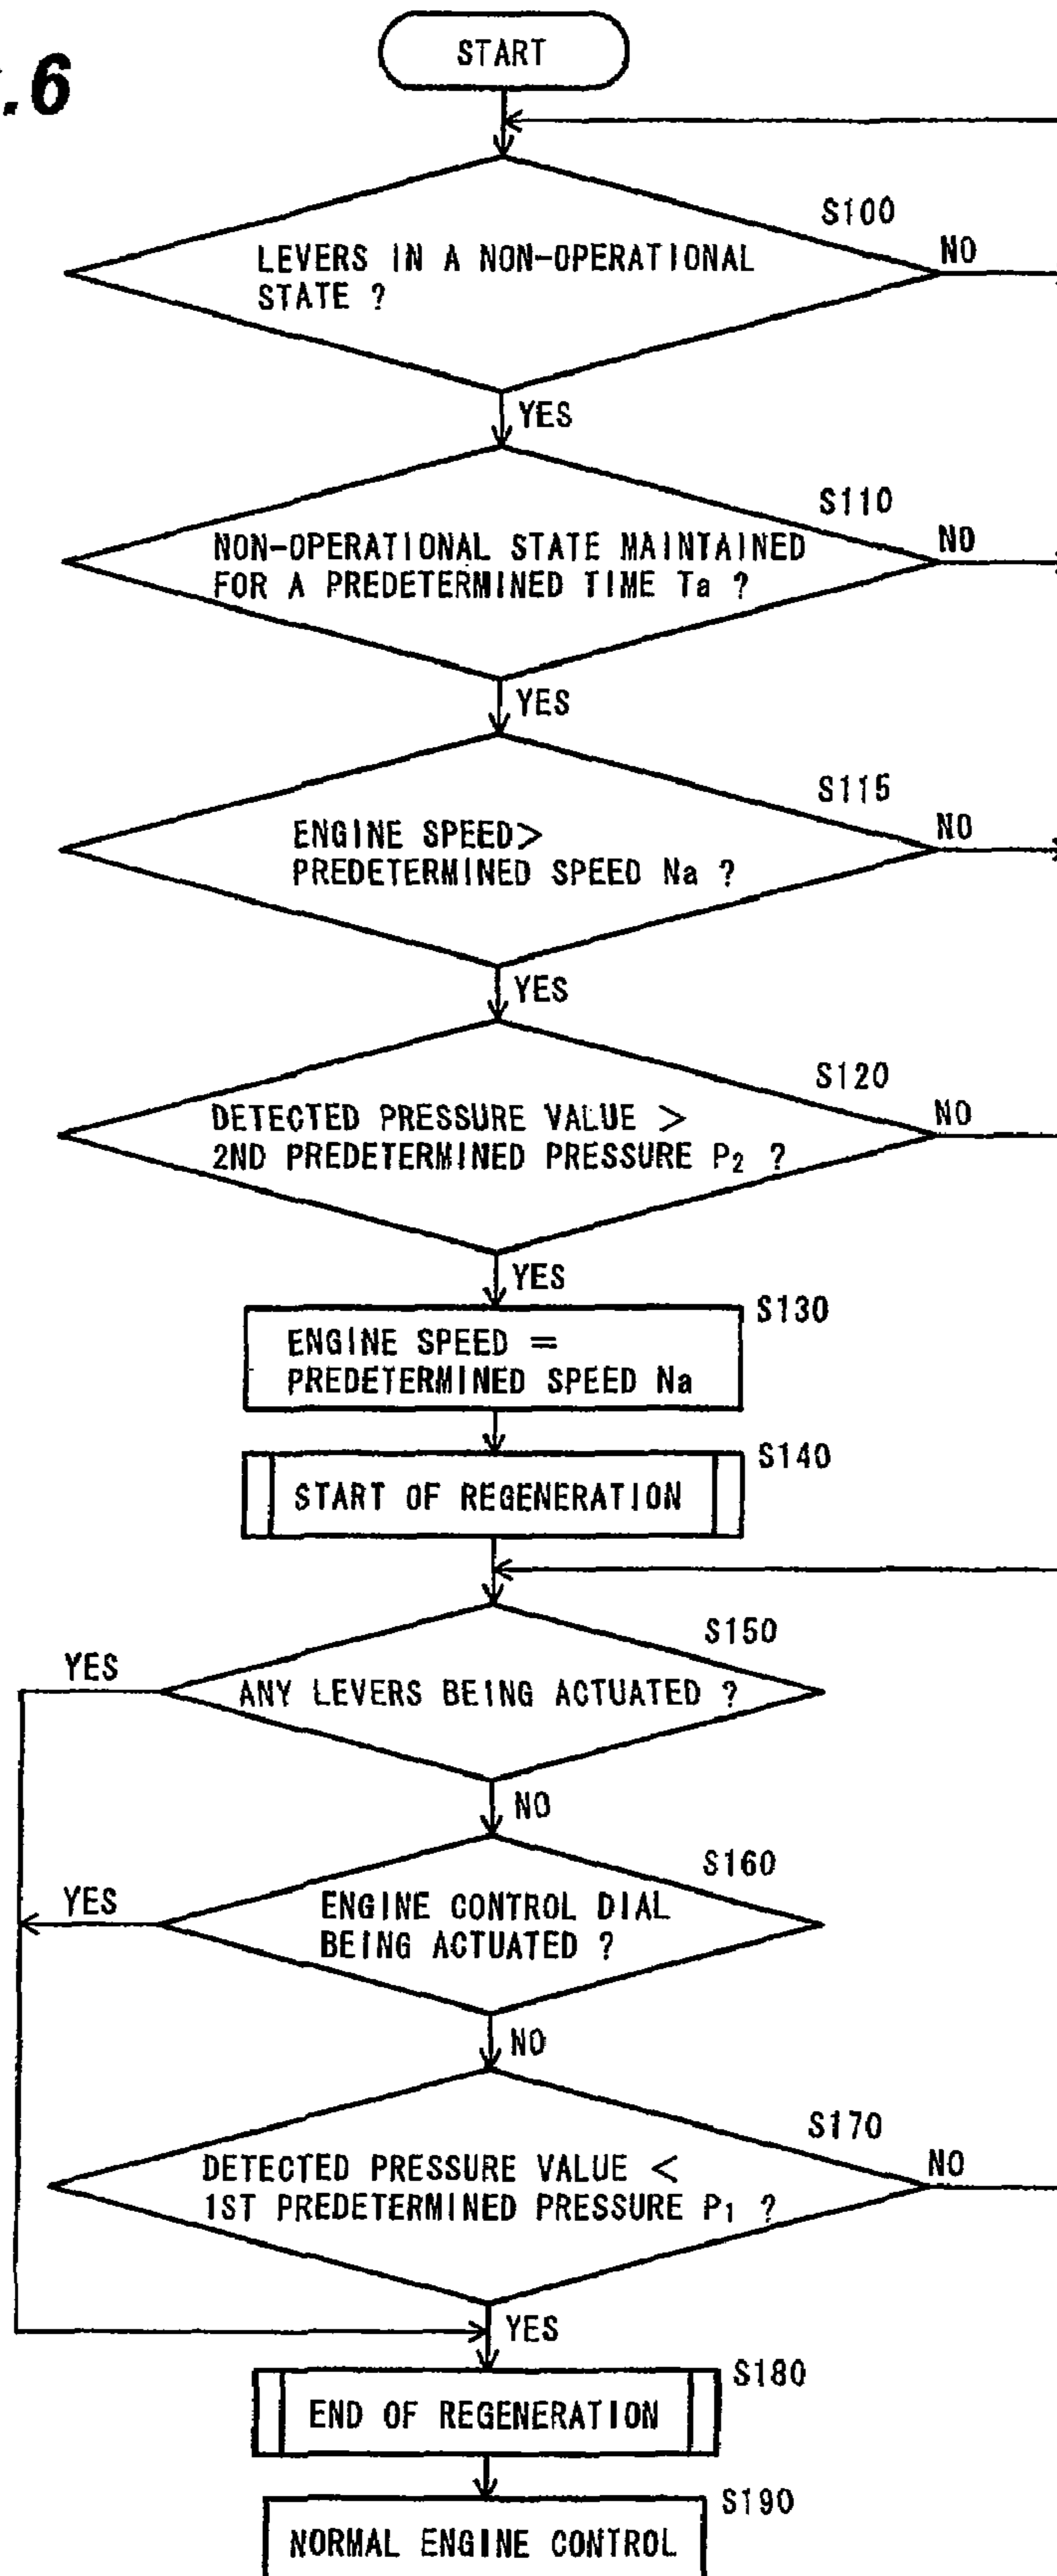 .6
START
S100
LEVERS IN A NON-OPERATIONAL
STATE ?
NO
YES
S110
NON-OPERATIONAL STATE MAINTAINED
FOR A PREDETERMINED TIME Ta ?
NO
YES
S115
ENGINE SPEED>
PREDETERMINED SPEED Na ?
NO
YES
S120
DETECTED PRESSURE VALUE >
2ND PREDETERMINED PRESSURE P₂ ?
NO
YES
S130
ENGINE SPEED =
PREDETERMINED SPEED Na
S140
START OF REGENERATION
S150
YES
ANY LEVERS BEING ACTUATED ?
NO
S160
YES
ENGINE CONTROL DIAL
BEING ACTUATED ?
NO
S170
DETECTED PRESSURE VALUE <
1ST PREDETERMINED PRESSURE P₁ ?
NO
YES
S180
END OF REGENERATION
S190
NORMAL ENGINE CONTROL